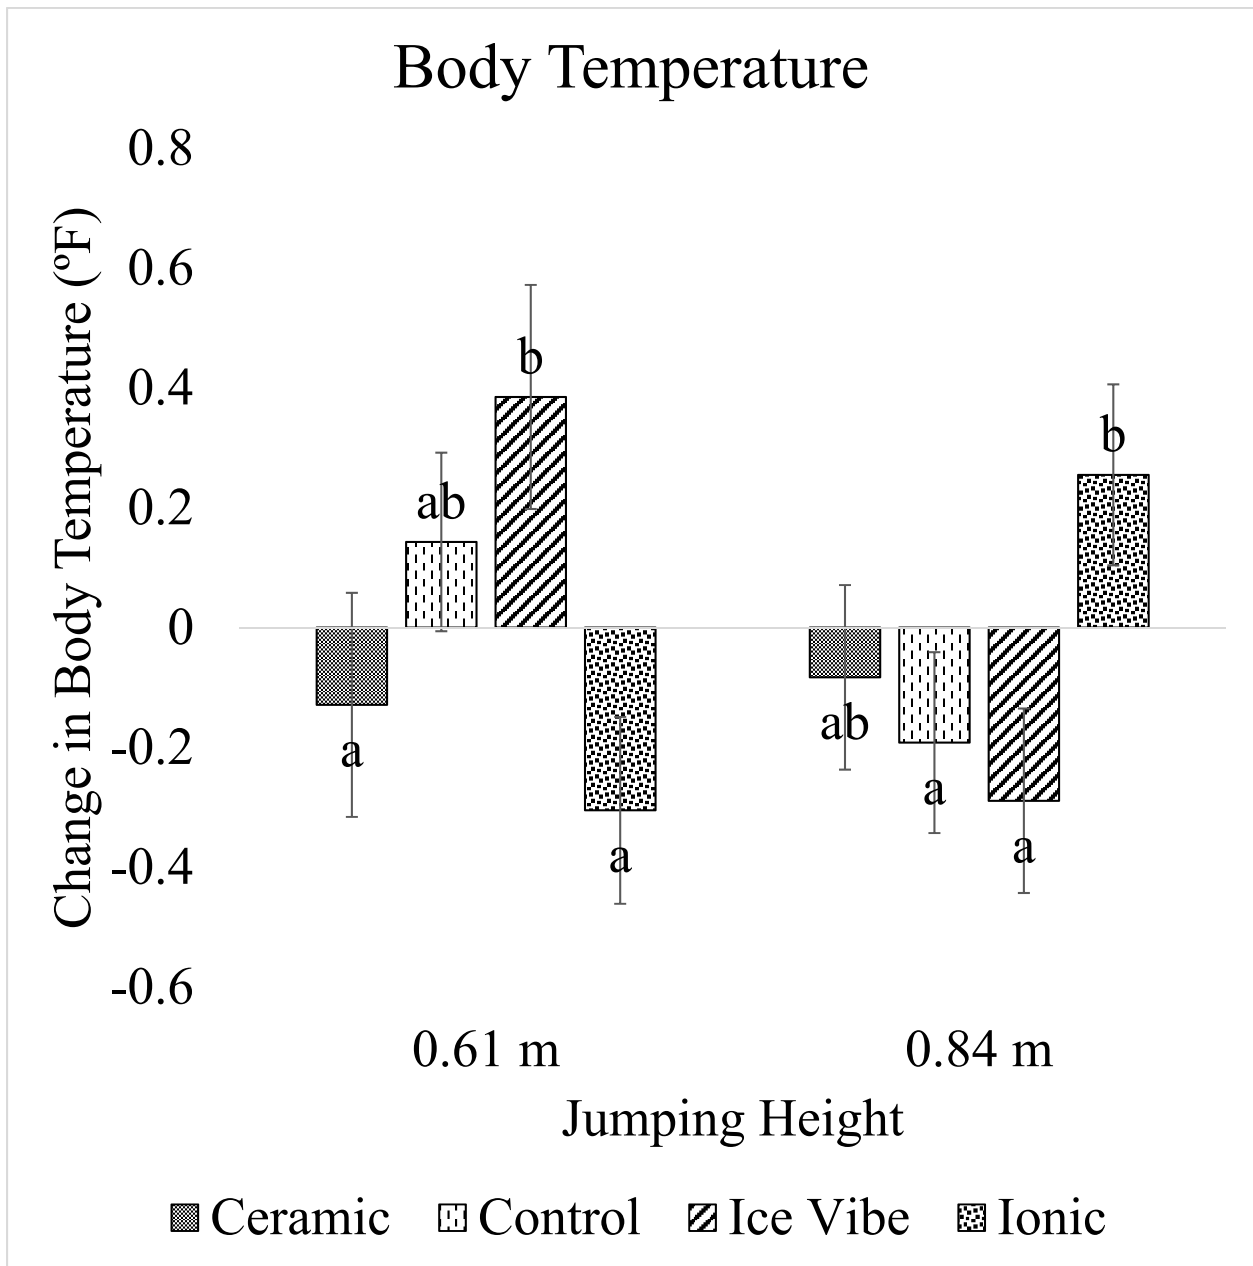 Body Temperature
Change in Body Temperature (ºF)
0.8
0.6
0.4
0.2
0
-0.2
-0.4
-0.6
a
ab
b
a
ab
a
a
b
0.61 m
0.84 m
Jumping Height
Ceramic
Control
Ice Vibe
Ionic